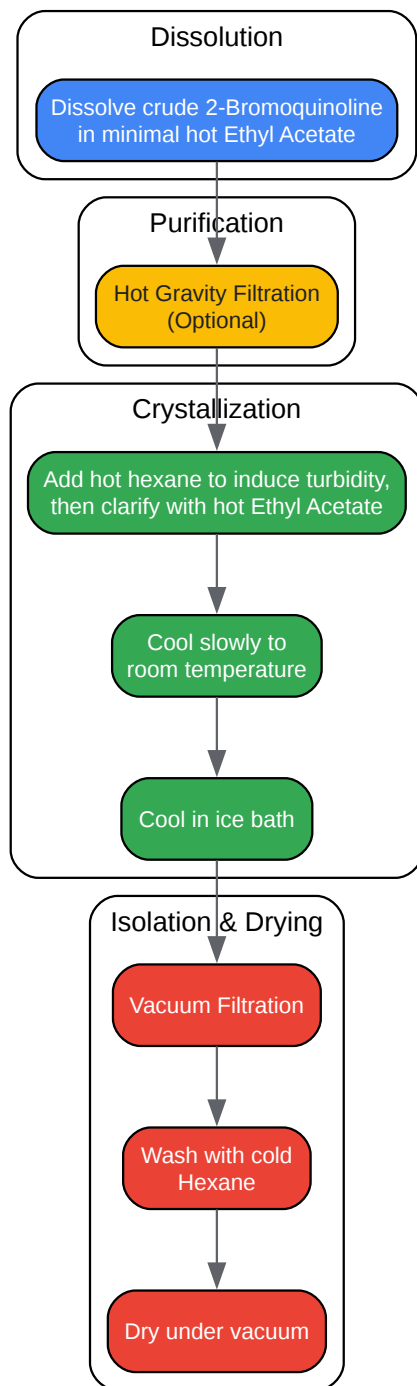 Dissolution
Dissolve crude 2-Bromoquinoline
in minimal hot Ethyl Acetate
Purification
Hot Gravity Filtration
(Optional)
Crystallization
Add hot hexane to induce turbidity,
then clarify with hot Ethyl Acetate
Cool slowly to
room temperature
Cool in ice bath
Isolation & Drying
Vacuum Filtration
Wash with cold
Hexane
Dry under vacuum